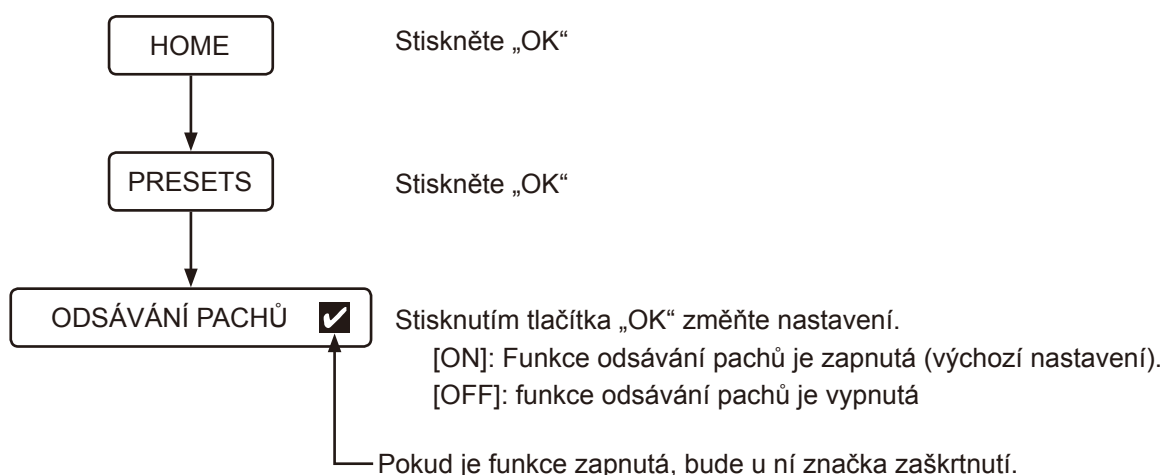 HOME
Stiskněte „OK“
PRESETS
Stiskněte „OK“
ODSÁVÁNÍ PACHŮ
Stisknutím tlačítka „OK“ změňte nastavení.
[ON]: Funkce odsávání pachů je zapnutá (výchozí nastavení).
[OFF]: funkce odsávání pachů je vypnutá
Pokud je funkce zapnutá, bude u ní značka zaškrtnutí.